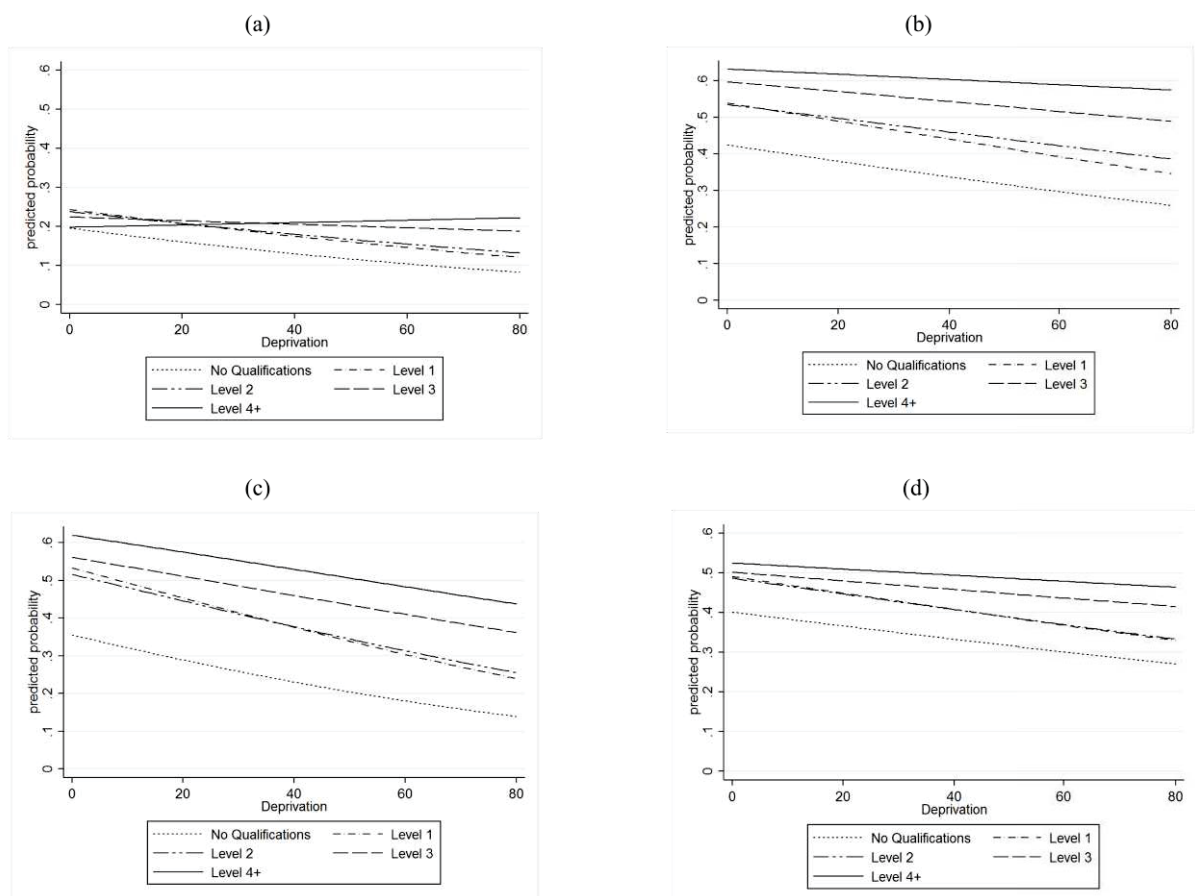 (a)
predicted probability
0 .1 .2 .3 .4 .5 .6
0 20 40 60 80
Deprivation
No Qualifications Level 1
Level 2 Level 3
Level 4+
(b)
predicted probability
0 .1 .2 .3 .4 .5 .6
0 20 40 60 80
Deprivation
No Qualifications Level 1
Level 2 Level 3
Level 4+
(c)
predicted probability
0 .1 .2 .3 .4 .5 .6
0 20 40 60 80
Deprivation
No Qualifications Level 1
Level 2 Level 3
Level 4+
(d)
predicted probability
0 .1 .2 .3 .4 .5 .6
0 20 40 60 80
Deprivation
No Qualifications Level 1
Level 2 Level 3
Level 4+